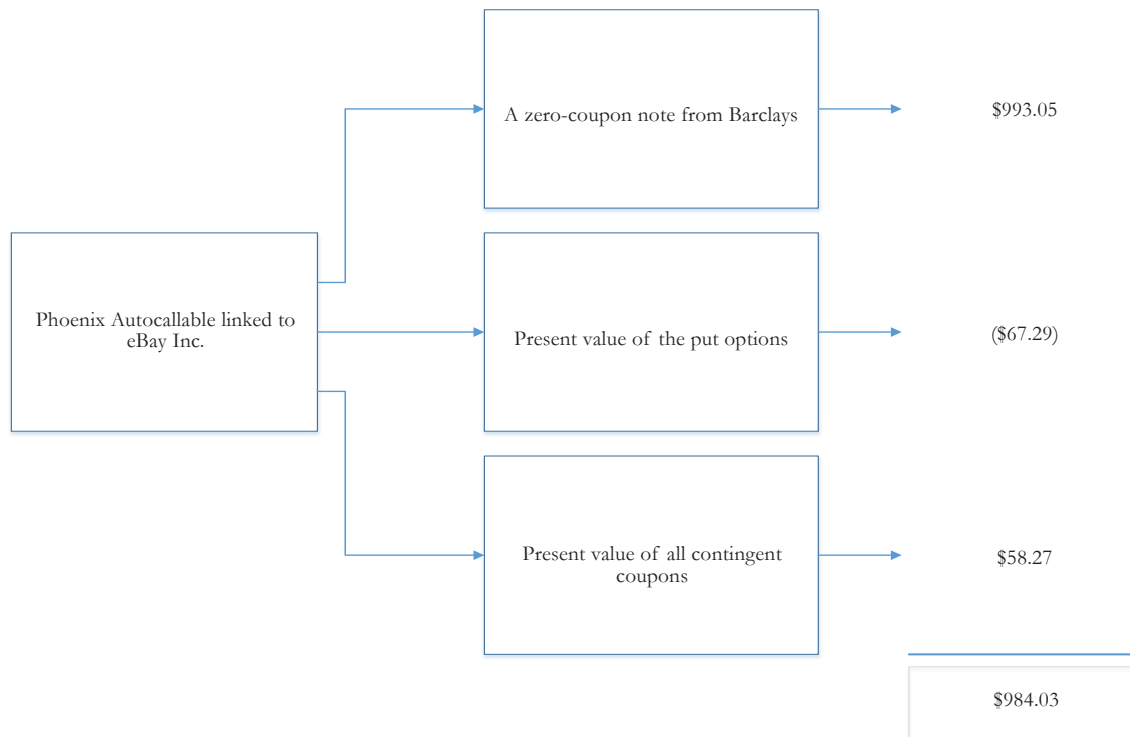 A zero-coupon note from Barclays
$993.05
Phoenix Autocallable linked to
eBay Inc.
Present value of the put options
($67.29)
Present value of all contingent
coupons
$58.27
$984.03